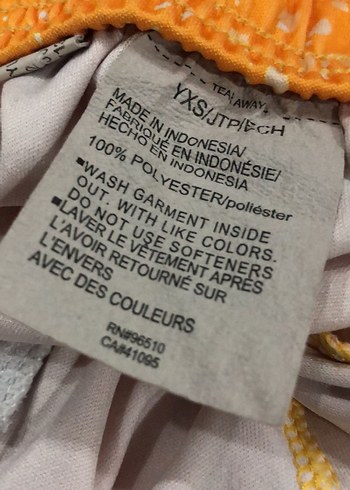 TEAR AWAY
YXS/JTP/ECH
MADE IN INDONESIA/
FABRIQUÉ EN INDONÉSIE/
HECHO EN INDONESIA
100% POLYESTER/poliéster
▪WASH GARMENT INSIDE
OUT. WITH LIKE COLORS.
DO NOT USE SOFTENERS
▪LAVER LE VÊTEMENT APRÈS
L'AVOIR RETOURNÉ SUR
L'ENVERS
AVEC DES COULEURS
RN#96510
CA#41095